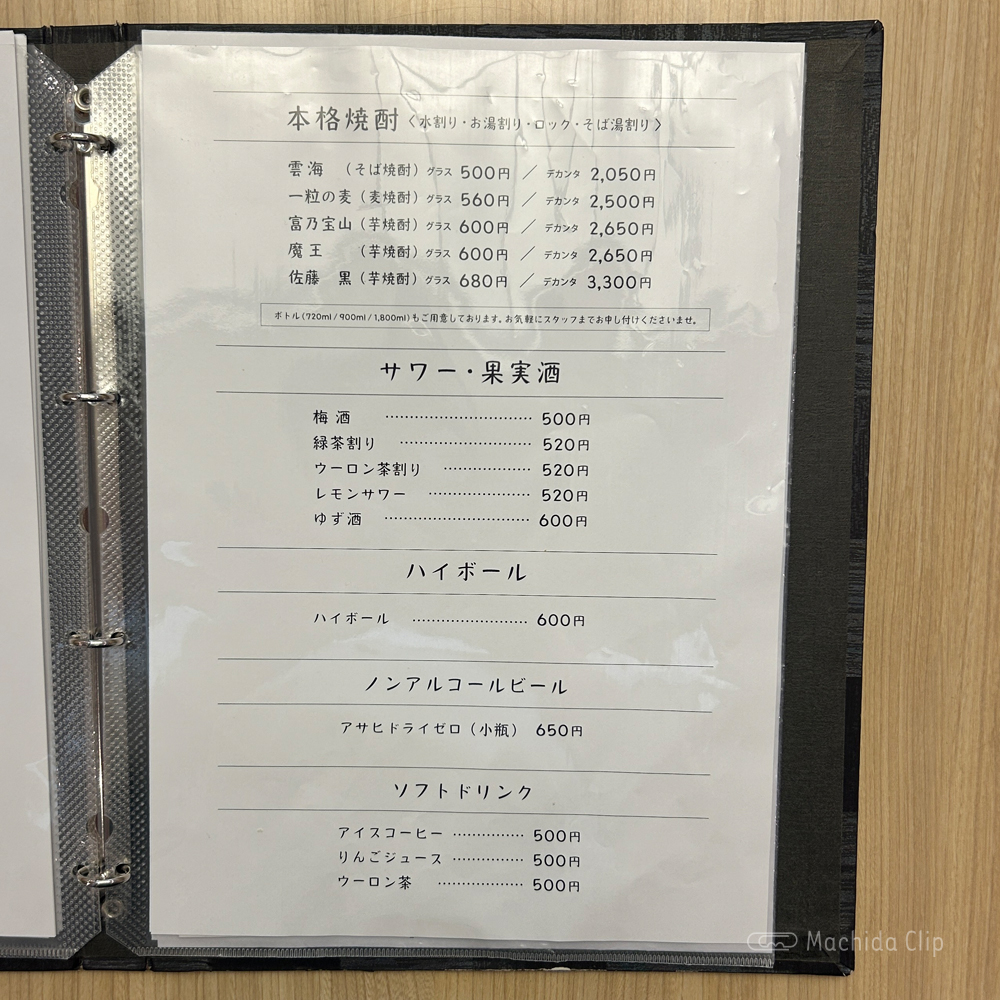 本格焼酎〈水割り・お湯割り・ロック・そば湯割り〉
雲海 （そば焼酎）グラス 500円 ／ デカンタ 2,050円
一粒の麦（麦焼酎）グラス 560円 ／ デカンタ 2,500円
富乃宝山（芋焼酎）グラス 600円 ／ デカンタ 2,650円
魔王 （芋焼酎）グラス 600円 ／ デカンタ 2,650円
佐藤 黒（芋焼酎）グラス 680円 ／ デカンタ 3,300円
ボトル（720ml / 900ml / 1,800ml）もご用意しております。お気軽にスタッフまでお申し付けくださいませ。
サワー・果実酒
梅酒 ………………………… 500円
緑茶割り ……………………… 520円
ウーロン茶割り ……………… 520円
レモンサワー ………………… 520円
ゆず酒 ………………………… 600円
ハイボール
ハイボール …………………… 600円
ノンアルコールビール
アサヒドライゼロ（小瓶） 650円
ソフトドリンク
アイスコーヒー …………… 500円
りんごジュース …………… 500円
ウーロン茶 ……………… 500円
Machida Clip